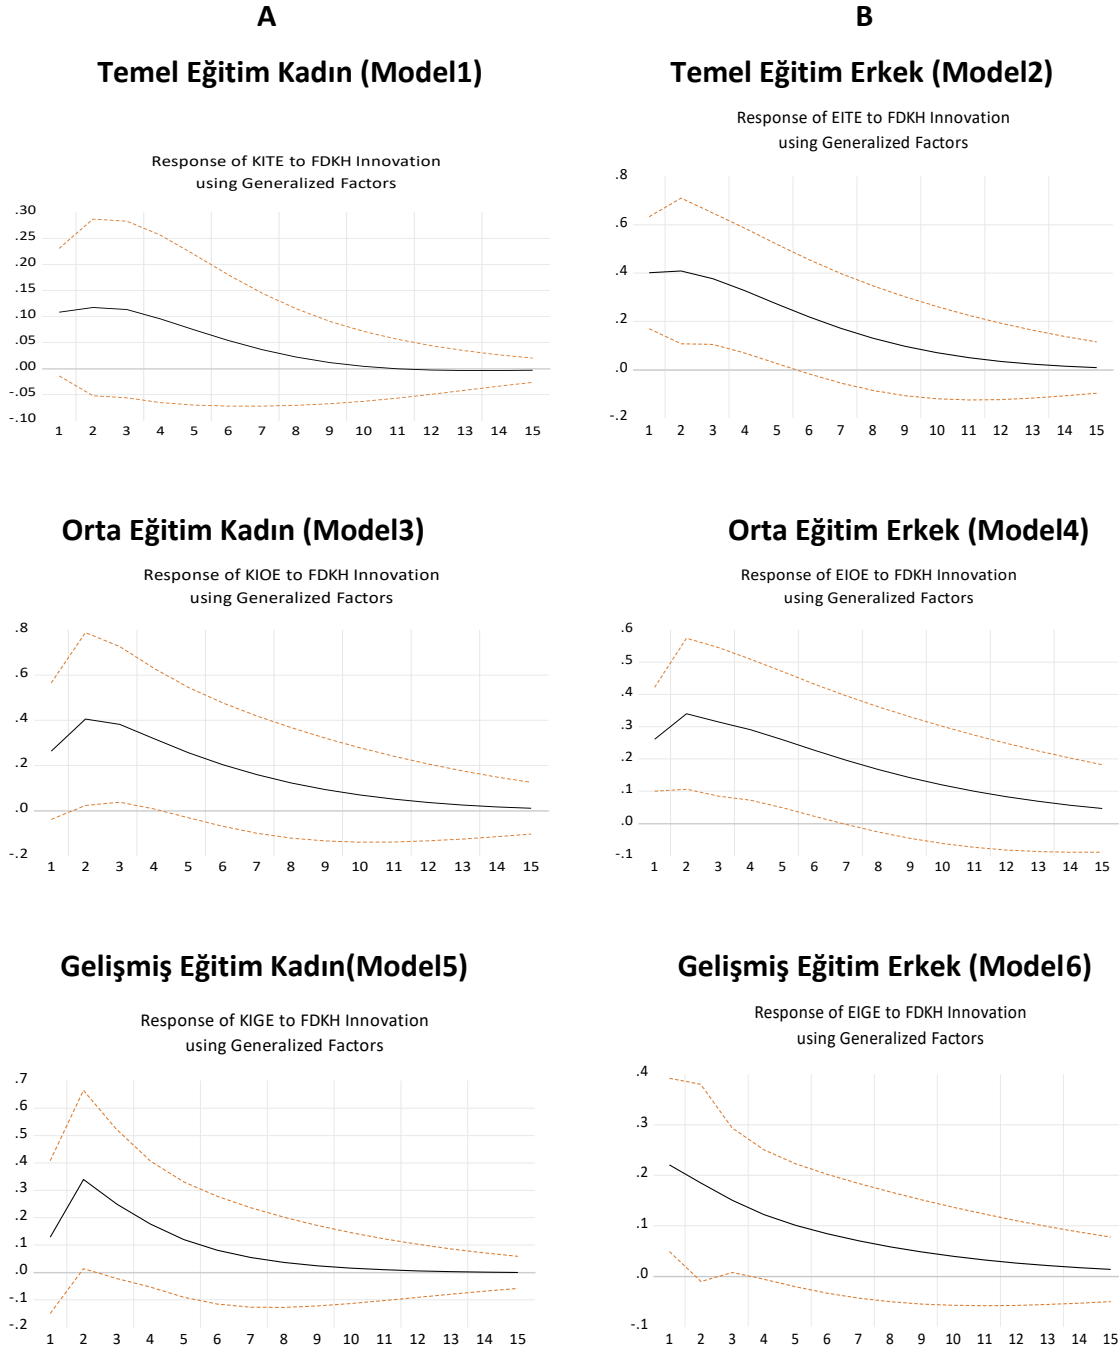 A
B
Temel Eğitim Kadın (Model1)
Temel Eğitim Erkek (Model2)
Response of KITE to FDKH Innovation
using Generalized Factors
.30
.25
.20
.15
.10
.05
.00
-.05
-.10
1 2 3 4 5 6 7 8 9 10 11 12 13 14 15
Response of EITE to FDKH Innovation
using Generalized Factors
.8
.6
.4
.2
.0
-.2
1 2 3 4 5 6 7 8 9 10 11 12 13 14 15
Orta Eğitim Kadın (Model3)
Orta Eğitim Erkek (Model4)
Response of KIOE to FDKH Innovation
using Generalized Factors
.8
.6
.4
.2
.0
-.2
1 2 3 4 5 6 7 8 9 10 11 12 13 14 15
Response of EIOE to FDKH Innovation
using Generalized Factors
.6
.5
.4
.3
.2
.1
.0
-.1
1 2 3 4 5 6 7 8 9 10 11 12 13 14 15
Gelişmiş Eğitim Kadın(Model5)
Gelişmiş Eğitim Erkek (Model6)
Response of KIGE to FDKH Innovation
using Generalized Factors
.7
.6
.5
.4
.3
.2
.1
.0
-.1
-.2
1 2 3 4 5 6 7 8 9 10 11 12 13 14 15
Response of EIGE to FDKH Innovation
using Generalized Factors
.4
.3
.2
.1
.0
-.1
1 2 3 4 5 6 7 8 9 10 11 12 13 14 15